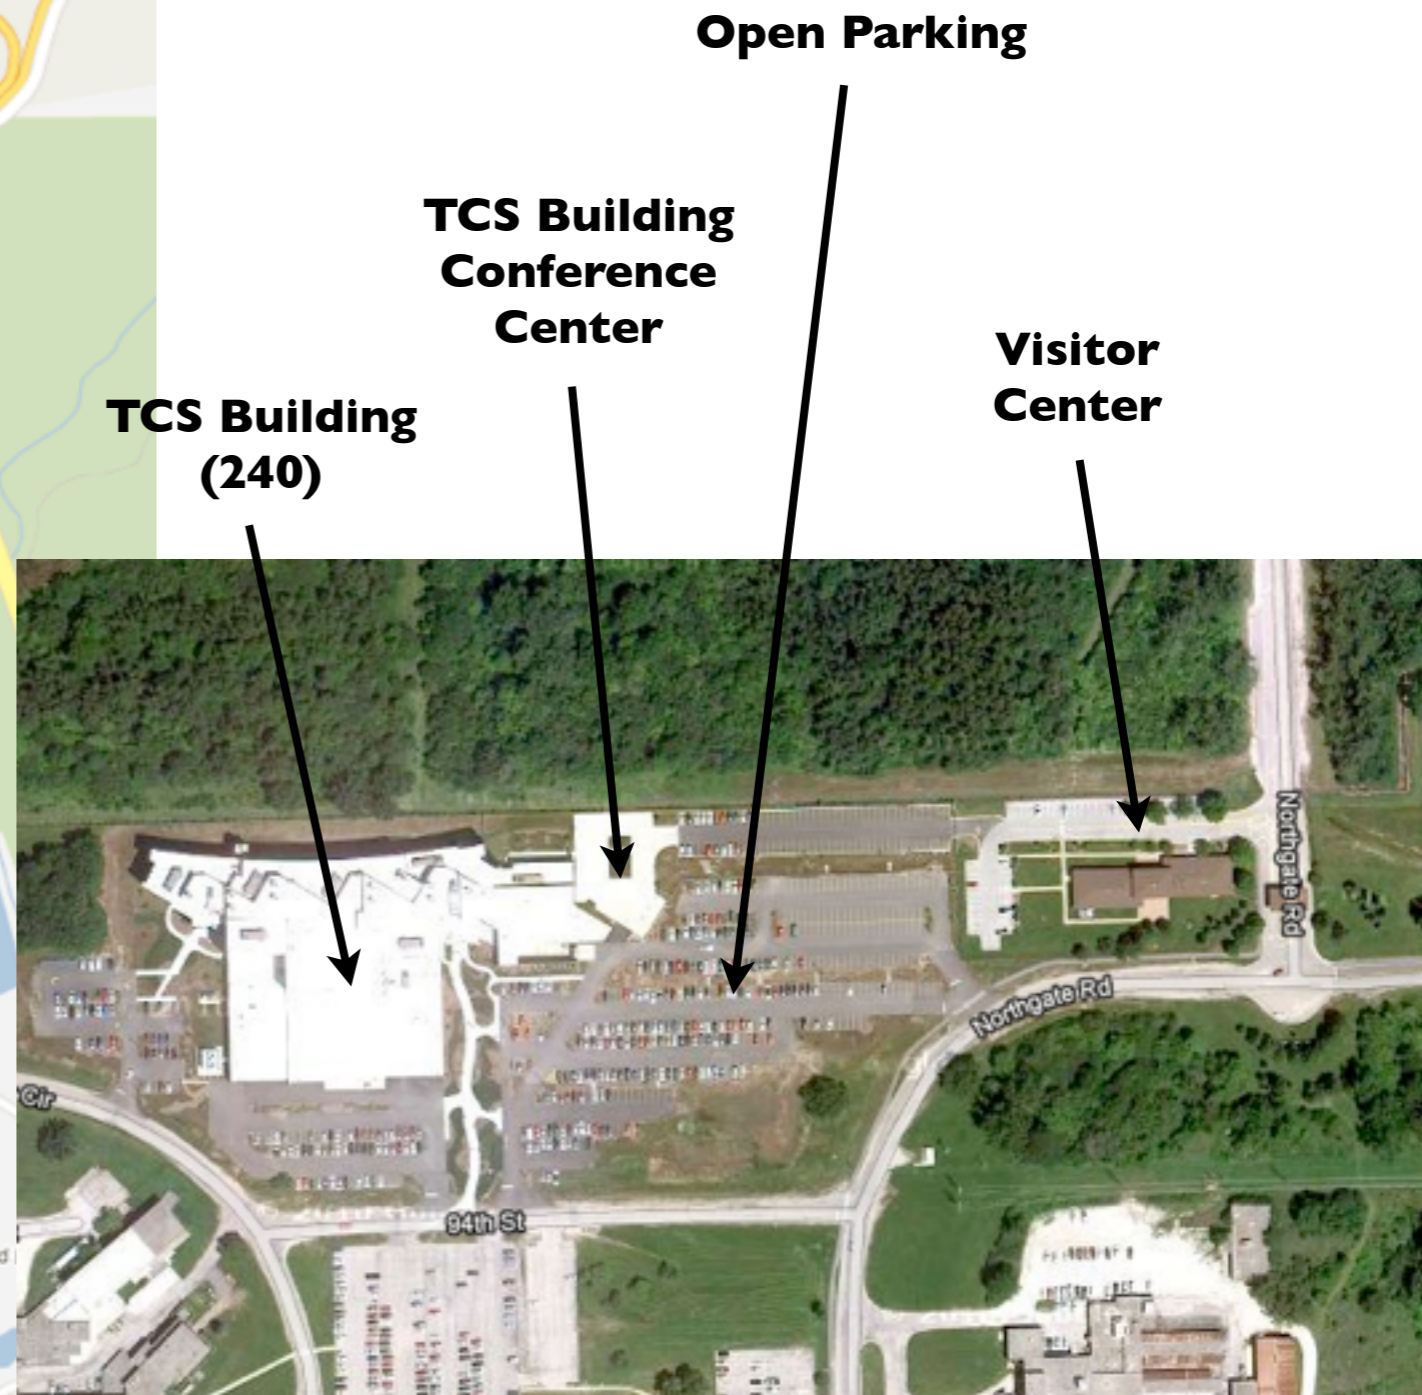 Open Parking
TCS Building
Conference
Center
Visitor
Center
TCS Building
(240)
Northgate Rd
Northgate Rd
Cir
94th St
d